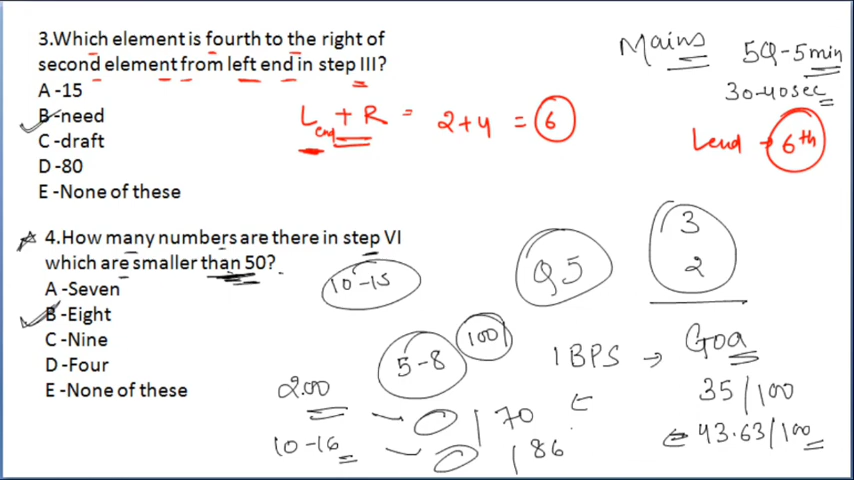 3.Which element is fourth to the right of
second element from left end in step III?
A -15
B-need
C-draft
D -80
E -None of these
L end + R = 2+4 = 6
Mains 5Q-5min
30-40sec
Lend → 6th
4.How many numbers are there in step VI
which are smaller than 50?
A -Seven
B -Eight
C -Nine
D -Four
E -None of these
10-15
Q5
3
2
5-8
100
IBPS → Goa
35/100
43.63/100
200
10-16
/ 70
/ 86